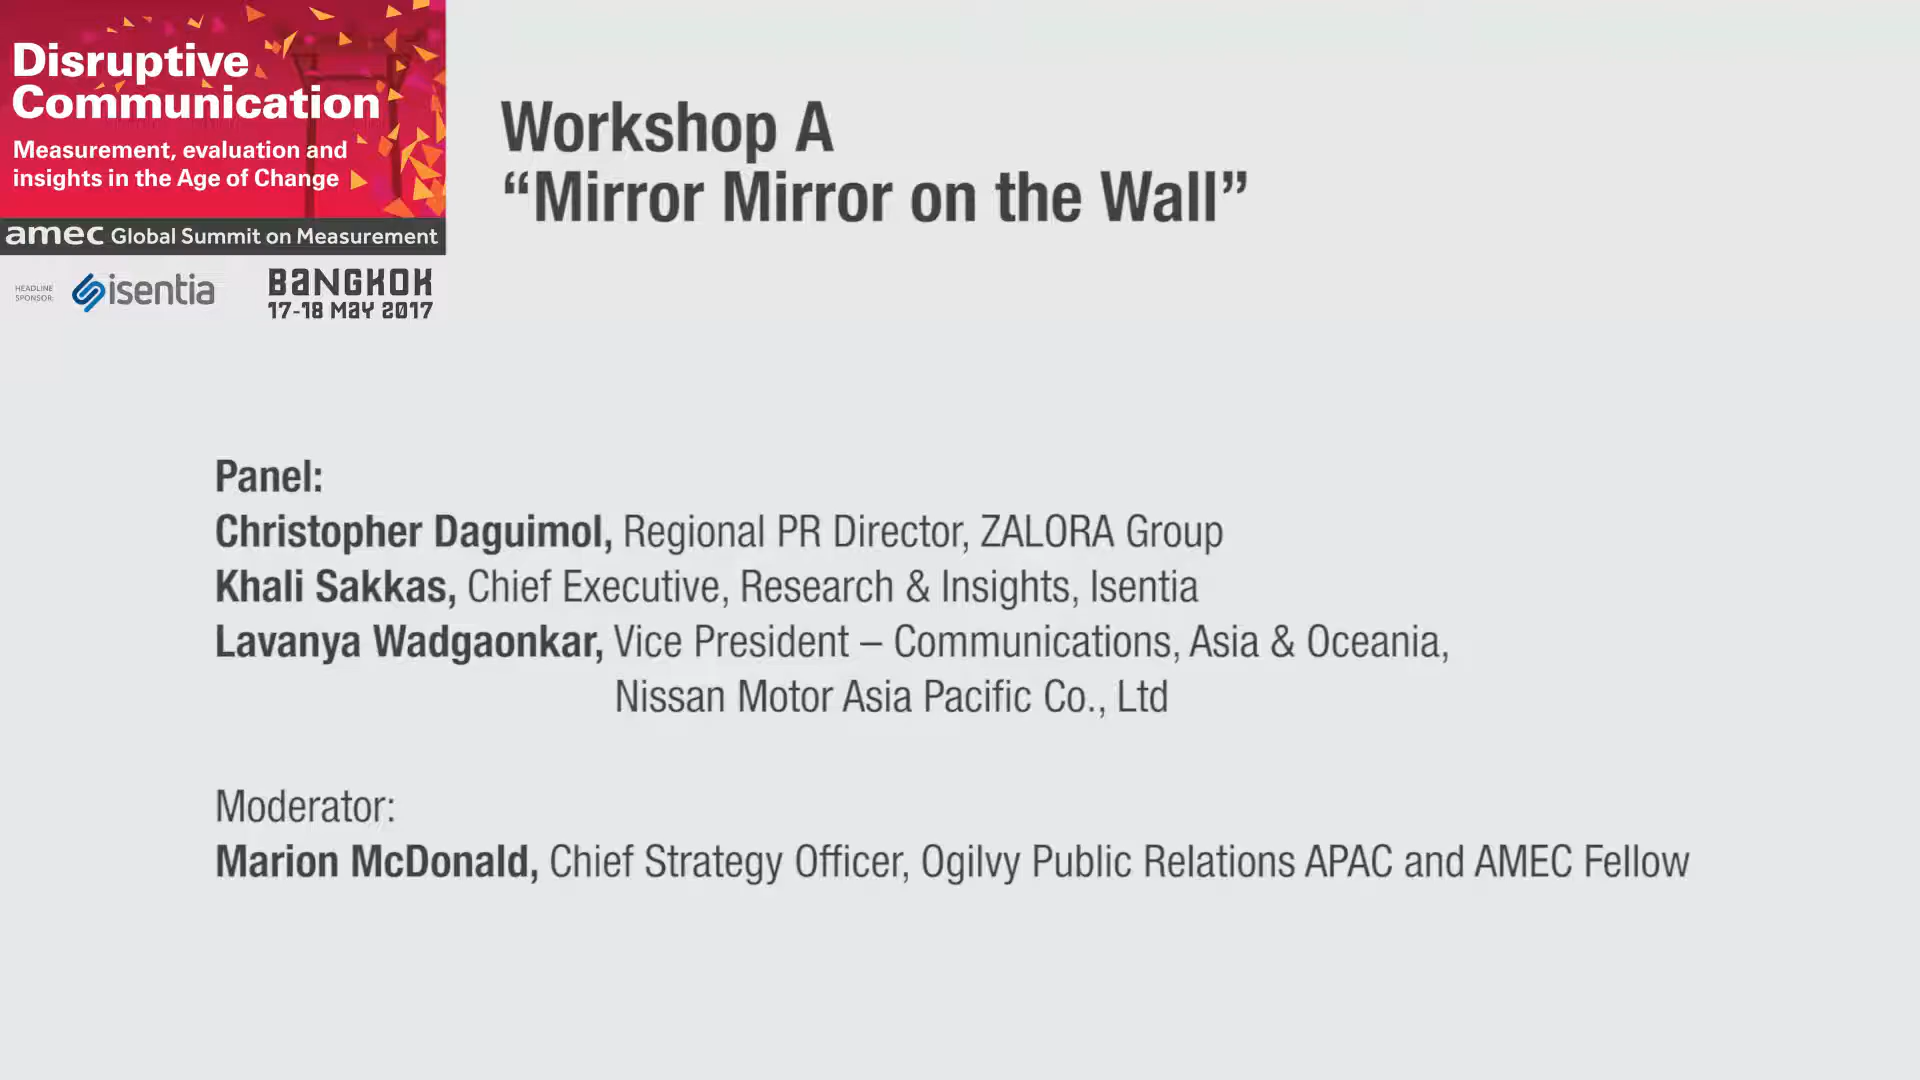 Disruptive
Communication
Measurement, evaluation and
insights in the Age of Change
amec Global Summit on Measurement
HEADLINE
SPONSOR
isentia
BANGKOK
17-18 MAY 2017
Workshop A
“Mirror Mirror on the Wall”
Panel:
Christopher Daguimol, Regional PR Director, ZALORA Group
Khali Sakkas, Chief Executive, Research & Insights, Isentia
Lavanya Wadgaonkar, Vice President – Communications, Asia & Oceania,
Nissan Motor Asia Pacific Co., Ltd
Moderator:
Marion McDonald, Chief Strategy Officer, Ogilvy Public Relations APAC and AMEC Fellow